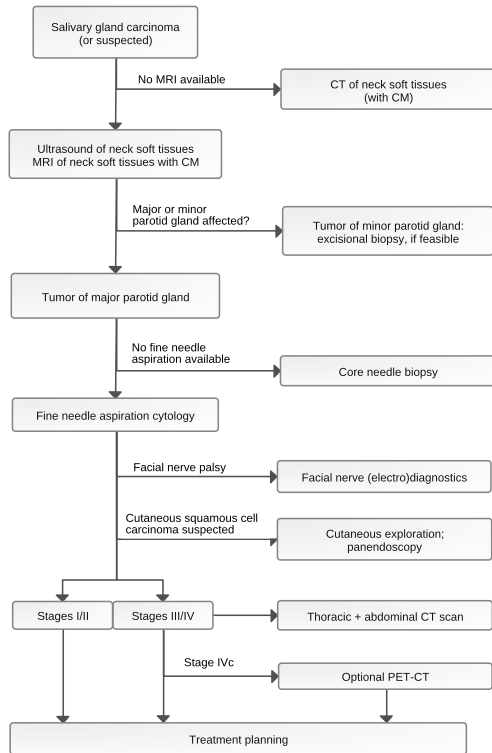 Salivary gland carcinoma
(or suspected)
No MRI available
CT of neck soft tissues
(with CM)
Ultrasound of neck soft tissues
MRI of neck soft tissues with CM
Major or minor
parotid gland affected?
Tumor of minor parotid gland:
excisional biopsy, if feasible
Tumor of major parotid gland
No fine needle
aspiration available
Core needle biopsy
Fine needle aspiration cytology
Facial nerve palsy
Facial nerve (electro)diagnostics
Cutaneous squamous cell
carcinoma suspected
Cutaneous exploration;
panendoscopy
Stages I/II
Stages III/IV
Thoracic + abdominal CT scan
Stage IVc
Optional PET-CT
Treatment planning